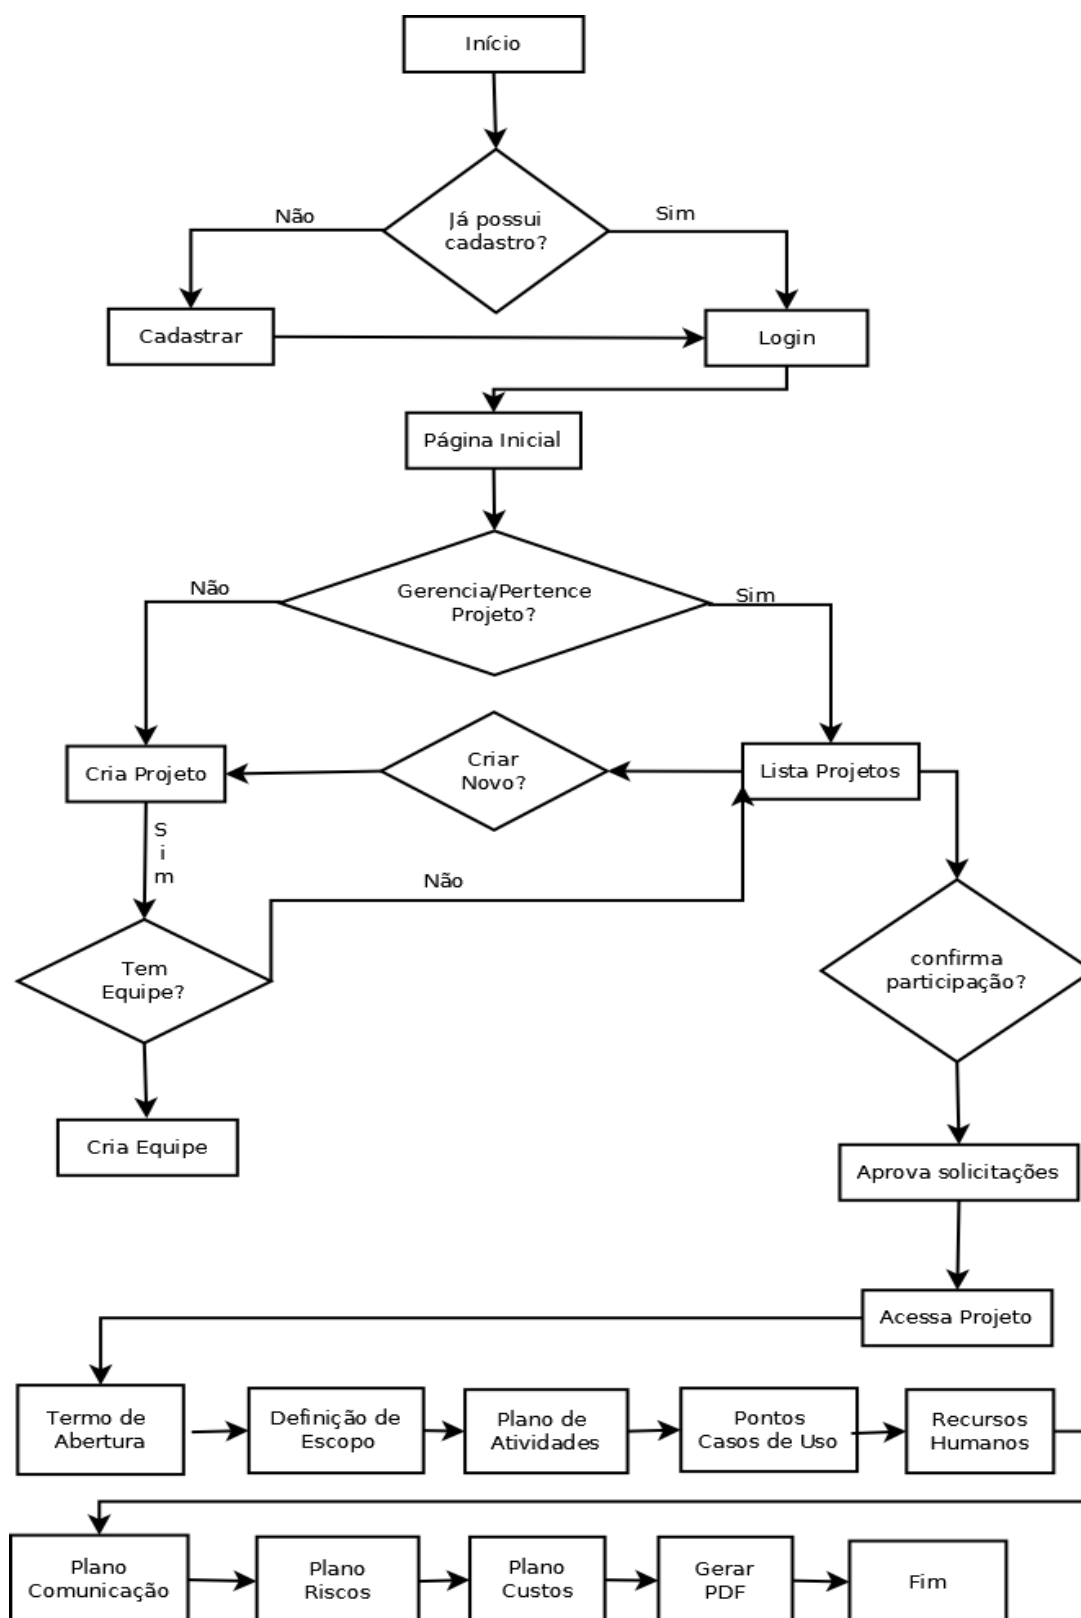 Início
Já possui
cadastro?
Não
Sim
Cadastrar
Login
Página Inicial
Gerencia/Pertence
Projeto?
Não
Sim
Cria Projeto
Criar
Novo?
Lista Projetos
S
i
m
Não
Tem
Equipe?
confirma
participação?
Cria Equipe
Aprova solicitações
Acessa Projeto
Termo de
Abertura
Definição de
Escopo
Plano de
Atividades
Pontos
Casos de Uso
Recursos
Humanos
Plano
Comunicação
Plano
Riscos
Plano
Custos
Gerar
PDF
Fim